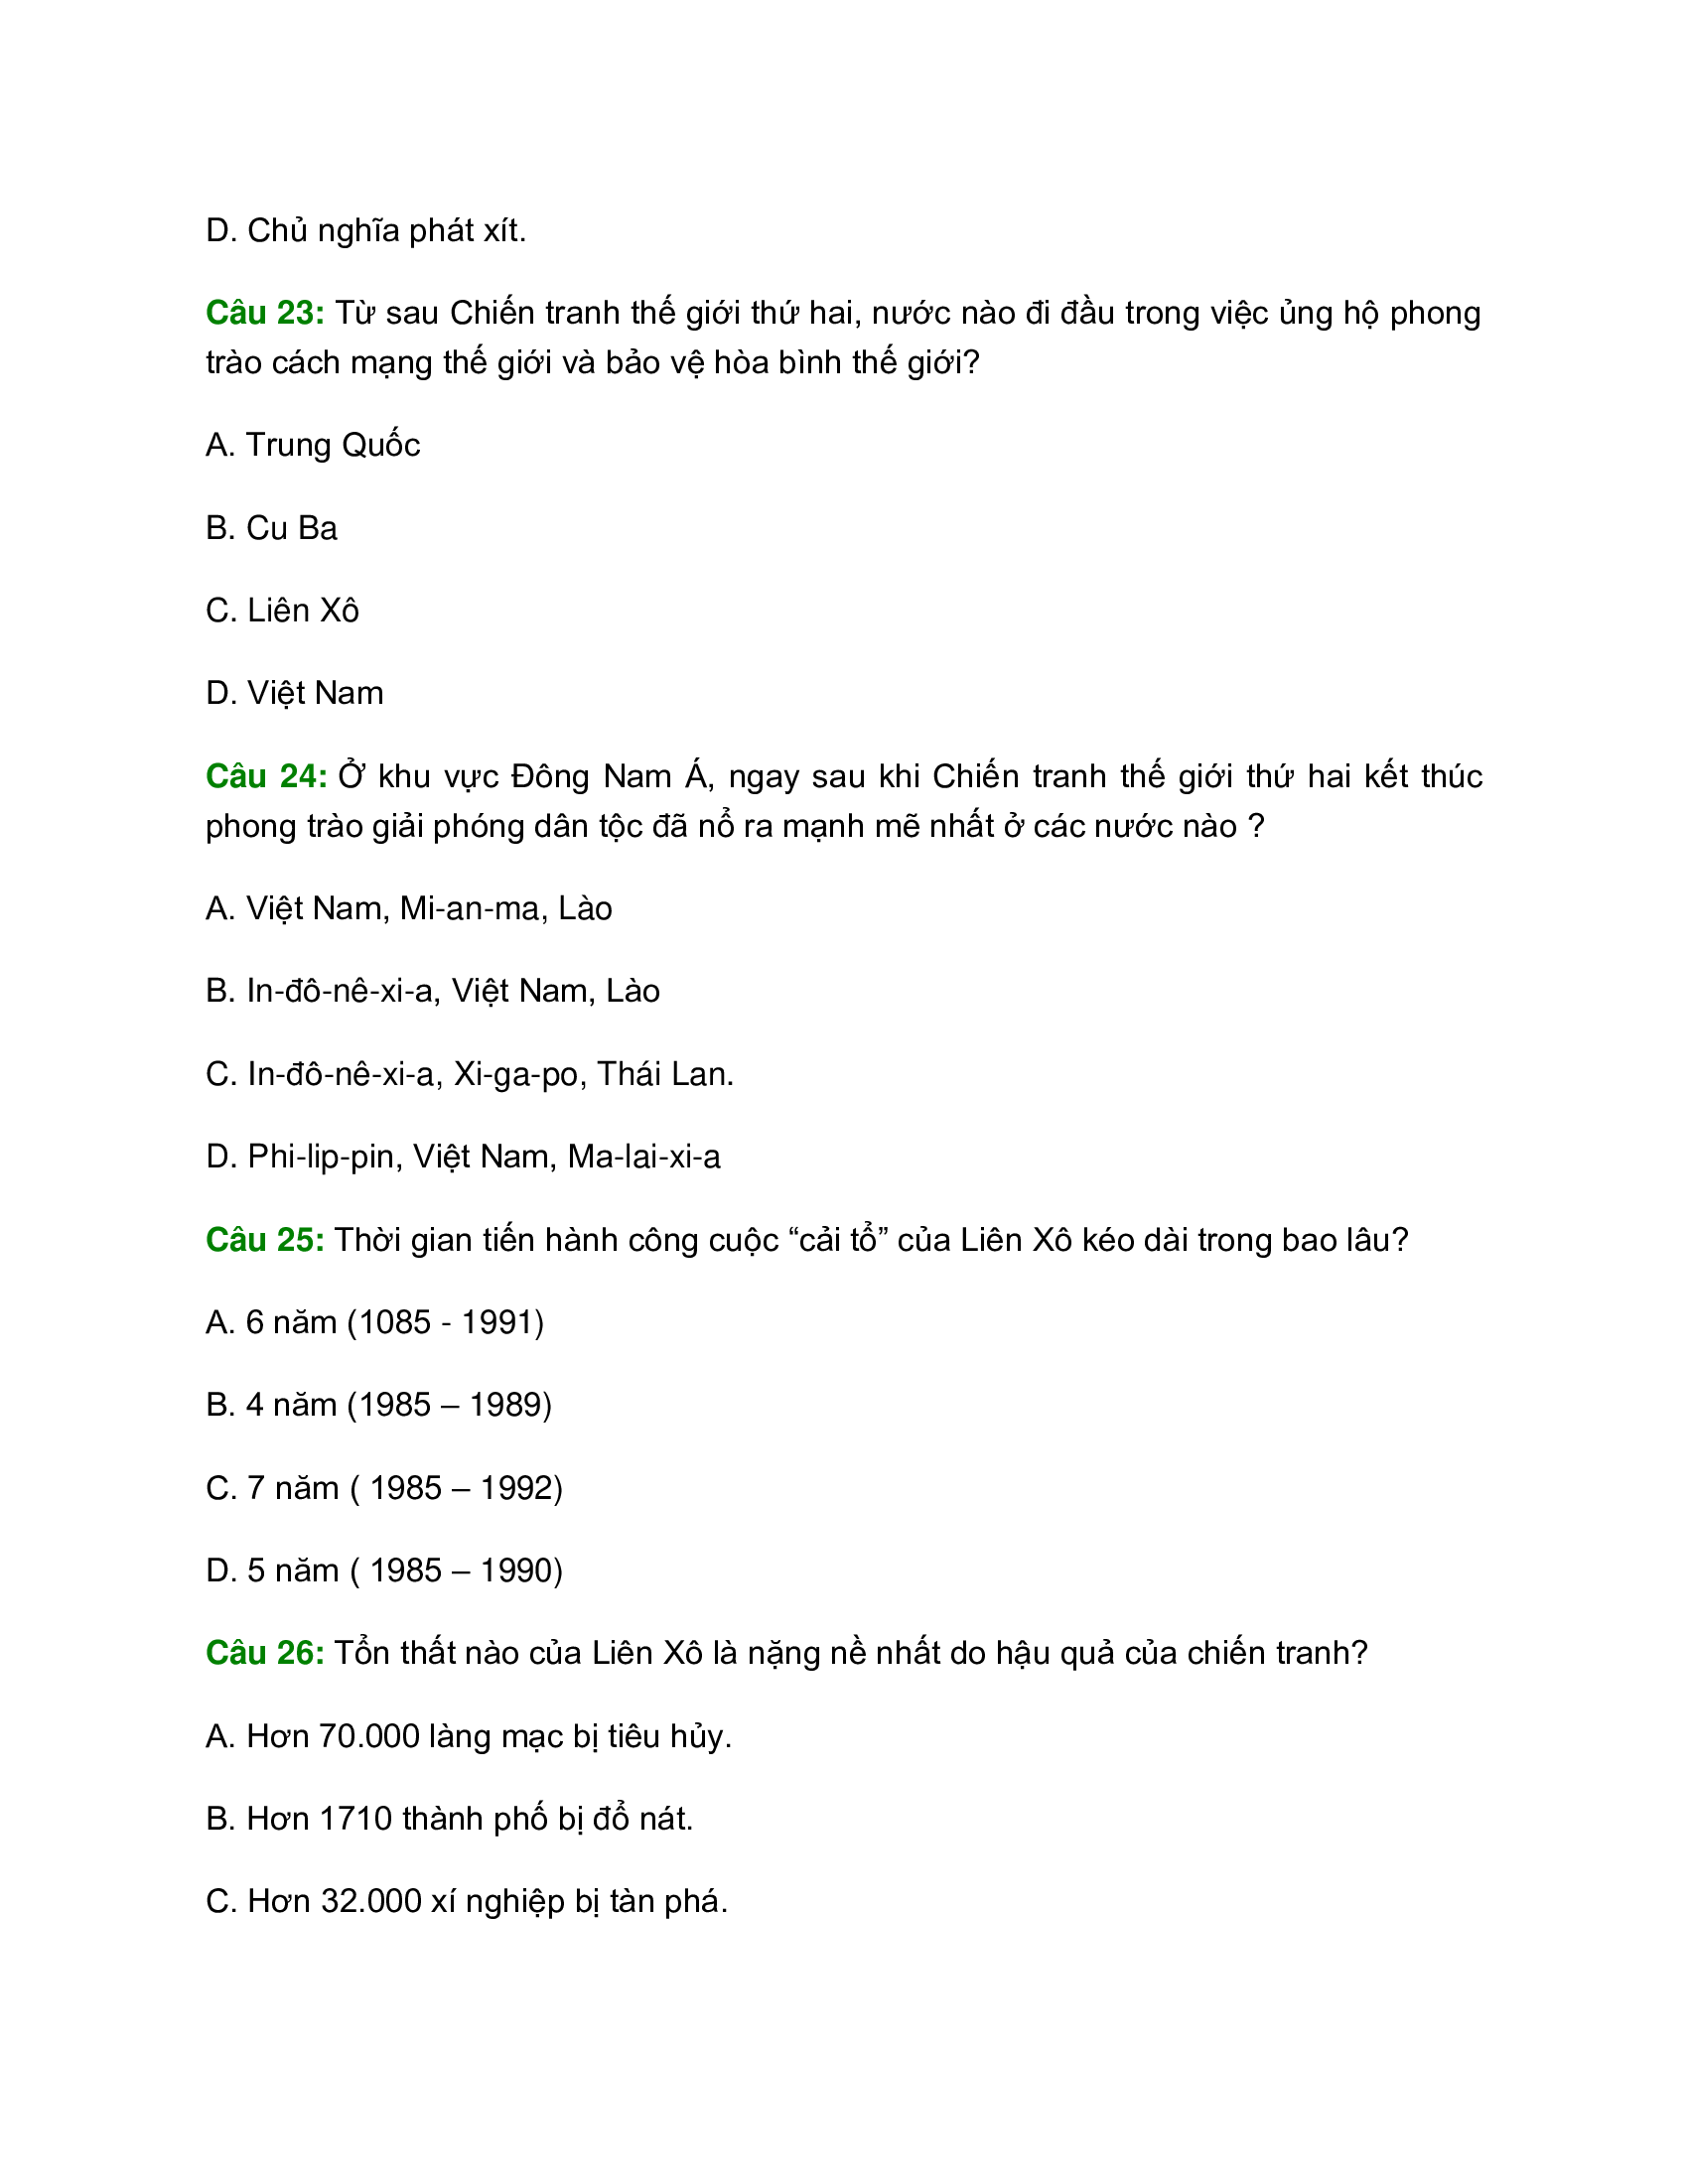 D. Chủ nghĩa phát xít.
Câu 23: Từ sau Chiến tranh thế giới thứ hai, nước nào đi đầu trong việc ủng hộ phong
trào cách mạng thế giới và bảo vệ hòa bình thế giới?
A. Trung Quốc
B. Cu Ba
C. Liên Xô
D. Việt Nam
Câu 24: Ở khu vực Đông Nam Á, ngay sau khi Chiến tranh thế giới thứ hai kết thúc
phong trào giải phóng dân tộc đã nổ ra mạnh mẽ nhất ở các nước nào ?
A. Việt Nam, Mi-an-ma, Lào
B. In-đô-nê-xi-a, Việt Nam, Lào
C. In-đô-nê-xi-a, Xi-ga-po, Thái Lan.
D. Phi-lip-pin, Việt Nam, Ma-lai-xi-a
Câu 25: Thời gian tiến hành công cuộc “cải tổ” của Liên Xô kéo dài trong bao lâu?
A. 6 năm (1085 - 1991)
B. 4 năm (1985 – 1989)
C. 7 năm ( 1985 – 1992)
D. 5 năm ( 1985 – 1990)
Câu 26: Tổn thất nào của Liên Xô là nặng nề nhất do hậu quả của chiến tranh?
A. Hơn 70.000 làng mạc bị tiêu hủy.
B. Hơn 1710 thành phố bị đổ nát.
C. Hơn 32.000 xí nghiệp bị tàn phá.